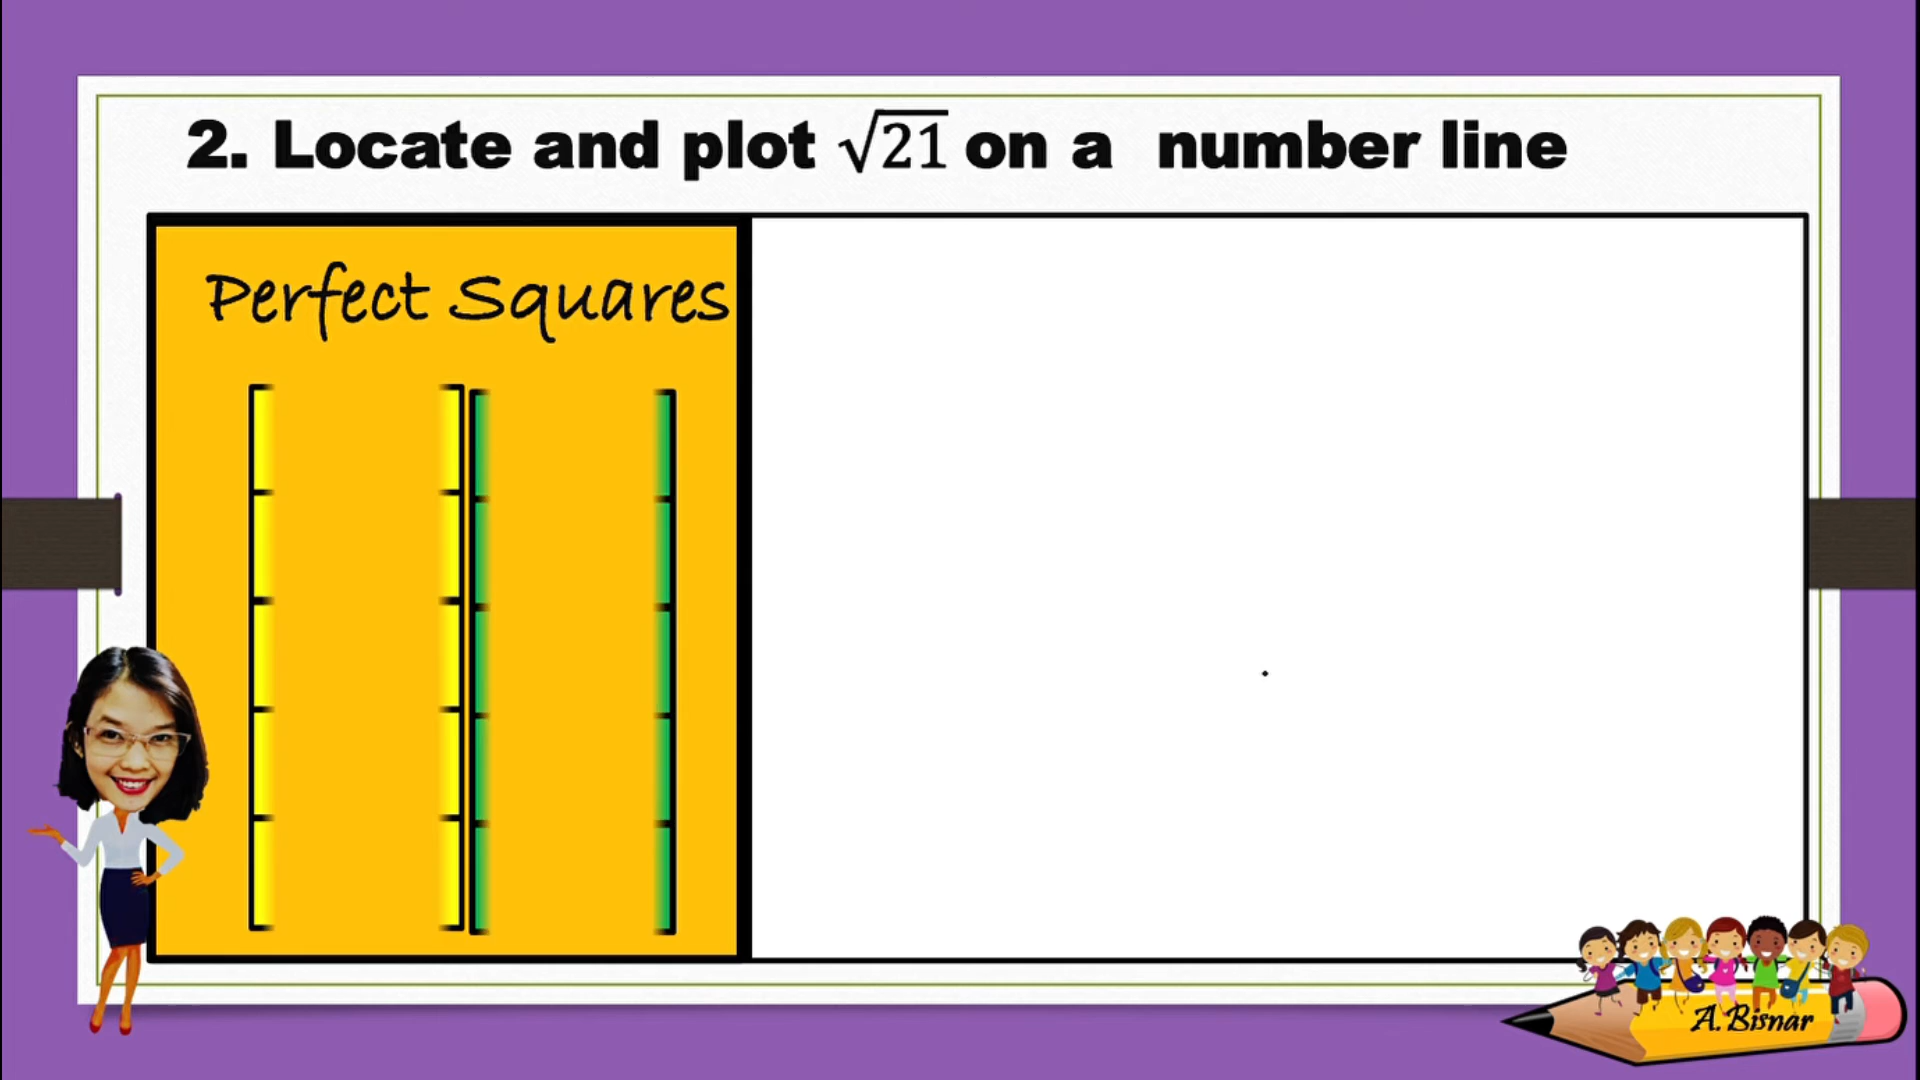 2. Locate and plot √21 on a number line
Perfect Squares
A. Bisnar